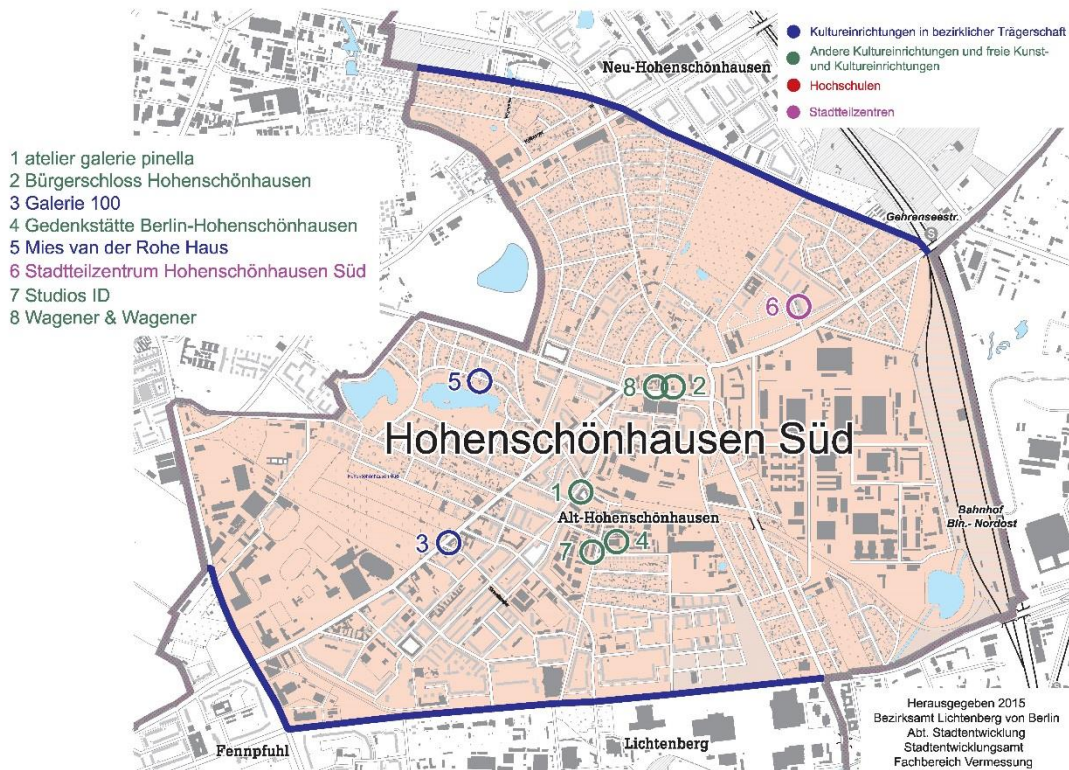 Neu-Hohenschönhausen
Kultureinrichtungen in bezirklicher Trägerschaft
Andere Kultureinrichtungen und freie Kunst-
und Kultureinrichtungen
Hochschulen
Stadtteilzentren
1 atelier galerie pinella
2 Bürgerschloss Hohenschönhausen
3 Galerie 100
4 Gedenkstätte Berlin-Hohenschönhausen
5 Mies van der Rohe Haus
6 Stadtteilzentrum Hohenschönhausen Süd
7 Studios ID
8 Wagener & Wagener
Gehrenseestr.
S
6
5
8
2
Hohenschönhausen Süd
1
Alt-Hohenschönhausen
Bahnhof
Bln.- Nordost
3
7
4
Fennpfuhl
Lichtenberg
Herausgegeben 2015
Bezirksamt Lichtenberg von Berlin
Abt. Stadtentwicklung
Stadtentwicklungsamt
Fachbereich Vermessung